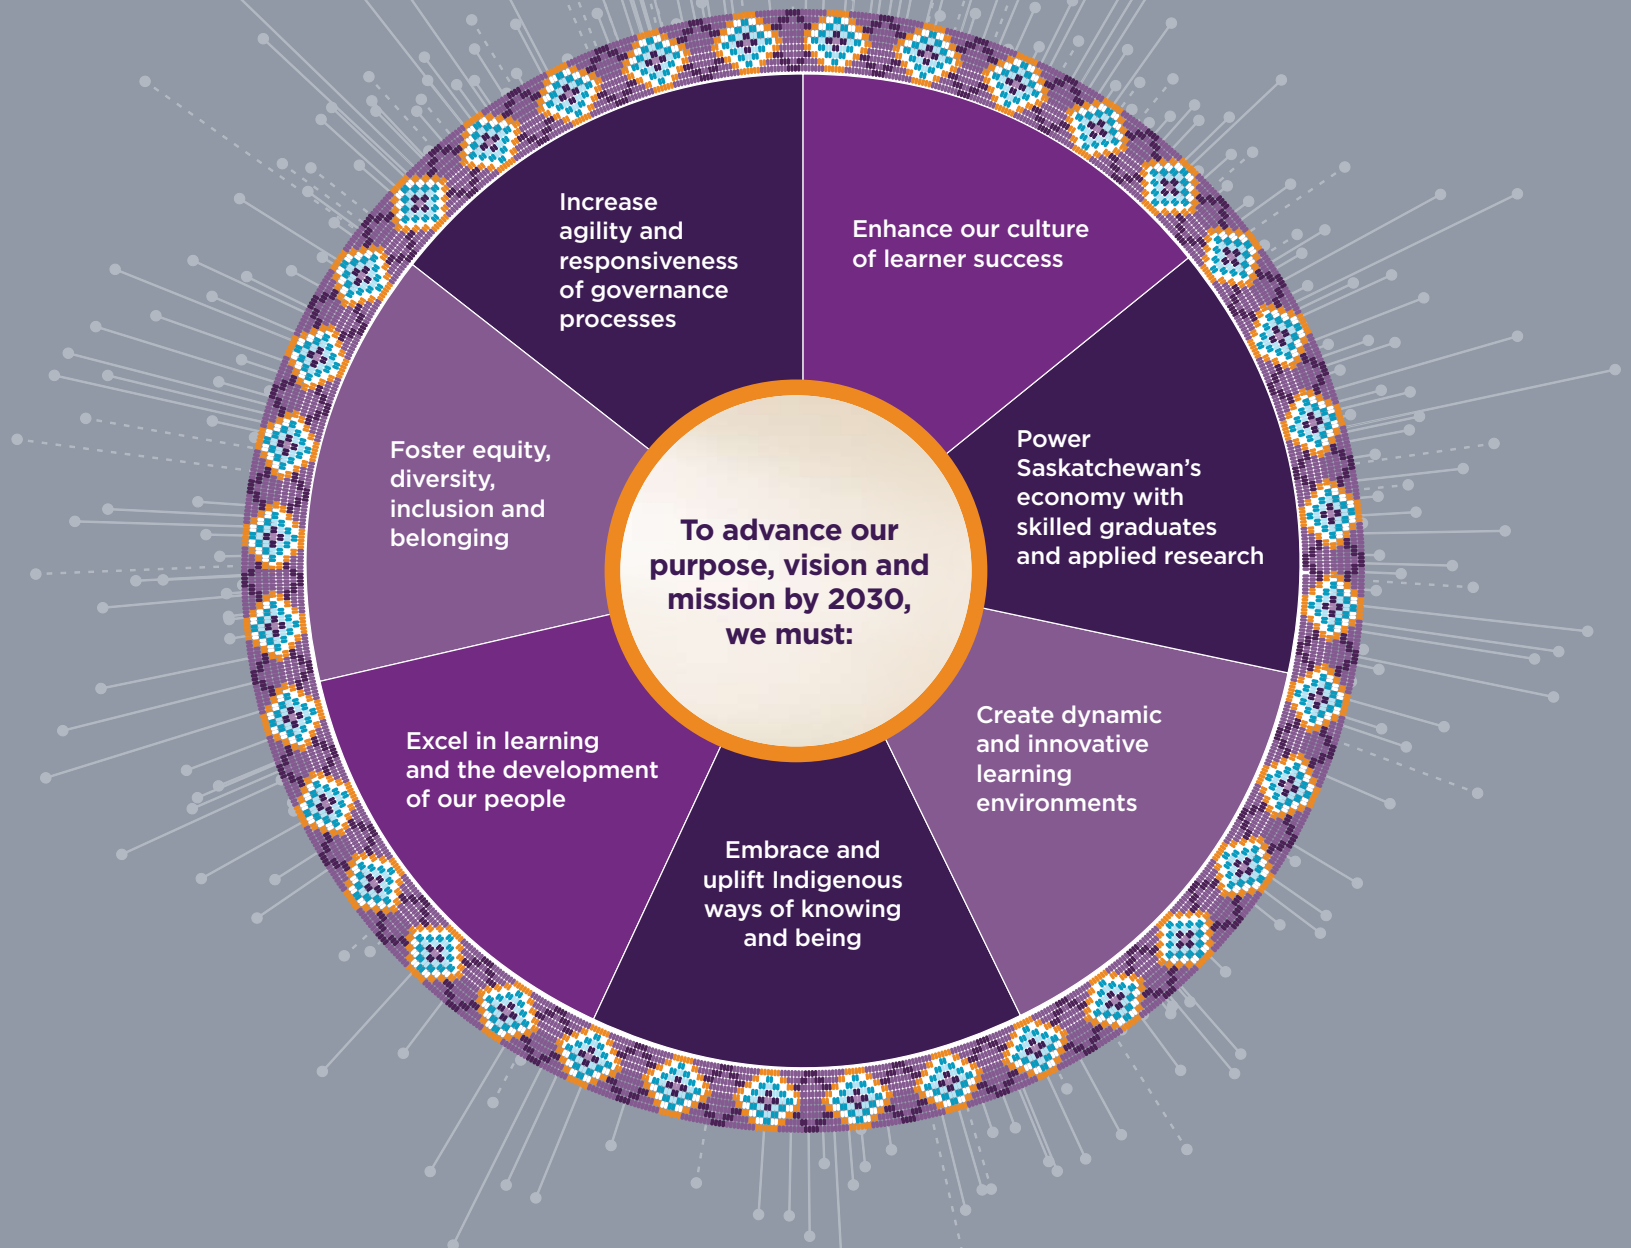 To advance our
purpose, vision and
mission by 2030,
we must:
Enhance our culture
of learner success
Power
Saskatchewan’s
economy with
skilled graduates
and applied research
Create dynamic
and innovative
learning
environments
Embrace and
uplift Indigenous
ways of knowing
and being
Excel in learning
and the development
of our people
Foster equity,
diversity,
inclusion and
belonging
Increase
agility and
responsiveness
of governance
processes